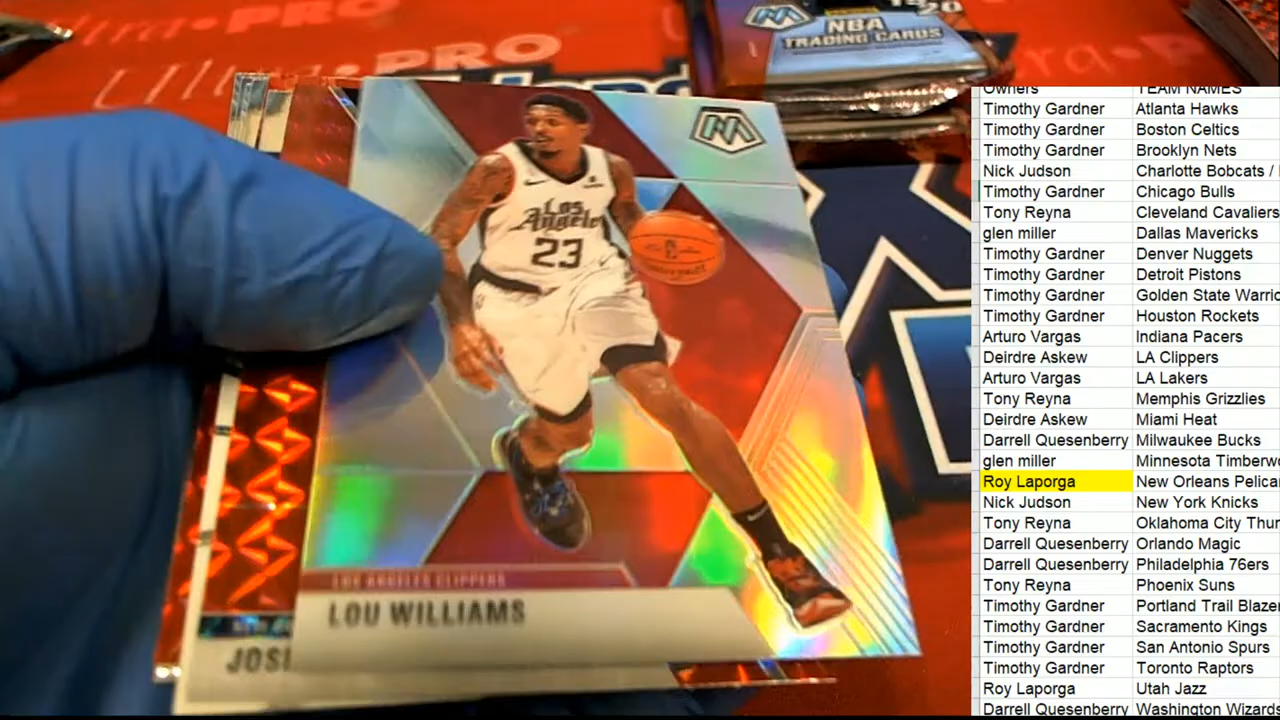 Ultra·PRO
Ultra·PRO
19-20
NBA
TRADING CARDS
Los
Angeles
23
LOS ANGELES CLIPPERS
LOU WILLIAMS
JOSI
Owners TEAM NAMES
Timothy Gardner Atlanta Hawks
Timothy Gardner Boston Celtics
Timothy Gardner Brooklyn Nets
Nick Judson Charlotte Bobcats /
Timothy Gardner Chicago Bulls
Tony Reyna Cleveland Cavaliers
glen miller Dallas Mavericks
Timothy Gardner Denver Nuggets
Timothy Gardner Detroit Pistons
Timothy Gardner Golden State Warric
Timothy Gardner Houston Rockets
Arturo Vargas Indiana Pacers
Deirdre Askew LA Clippers
Arturo Vargas LA Lakers
Tony Reyna Memphis Grizzlies
Deirdre Askew Miami Heat
Darrell Quesenberry Milwaukee Bucks
glen miller Minnesota Timberw
Roy Laporga New Orleans Pelica
Nick Judson New York Knicks
Tony Reyna Oklahoma City Thun
Darrell Quesenberry Orlando Magic
Darrell Quesenberry Philadelphia 76ers
Tony Reyna Phoenix Suns
Timothy Gardner Portland Trail Blaze
Timothy Gardner Sacramento Kings
Timothy Gardner San Antonio Spurs
Timothy Gardner Toronto Raptors
Roy Laporga Utah Jazz
Darrell Quesenberry Washington Wizards